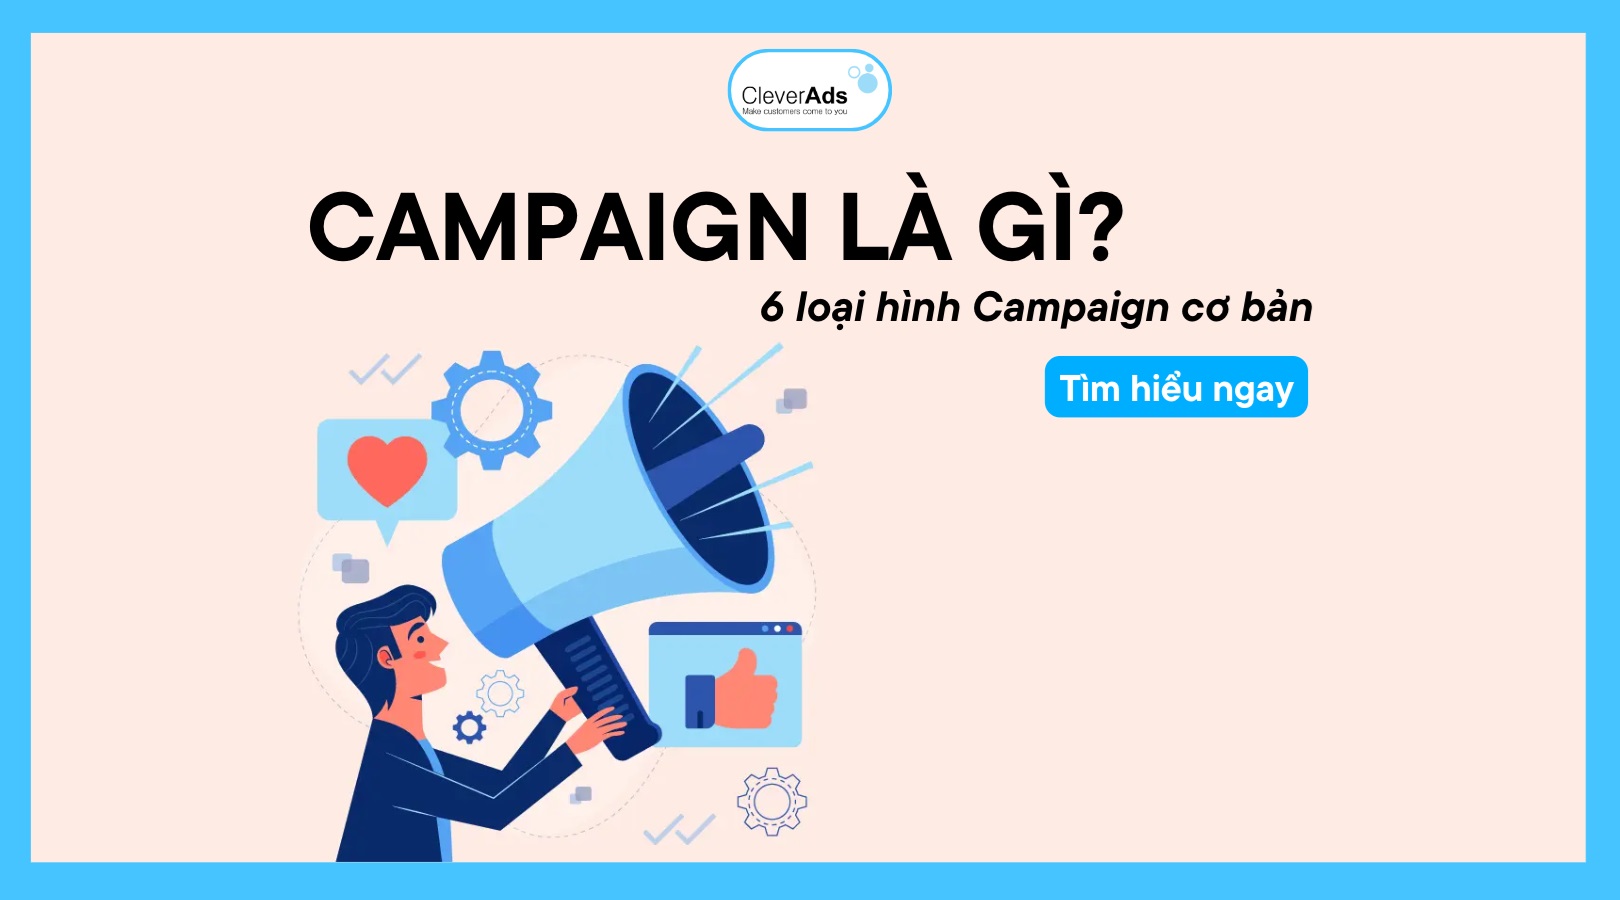 CleverAds
Make customers come to you
CAMPAIGN LÀ GÌ?
6 loại hình Campaign cơ bản
Tìm hiểu ngay